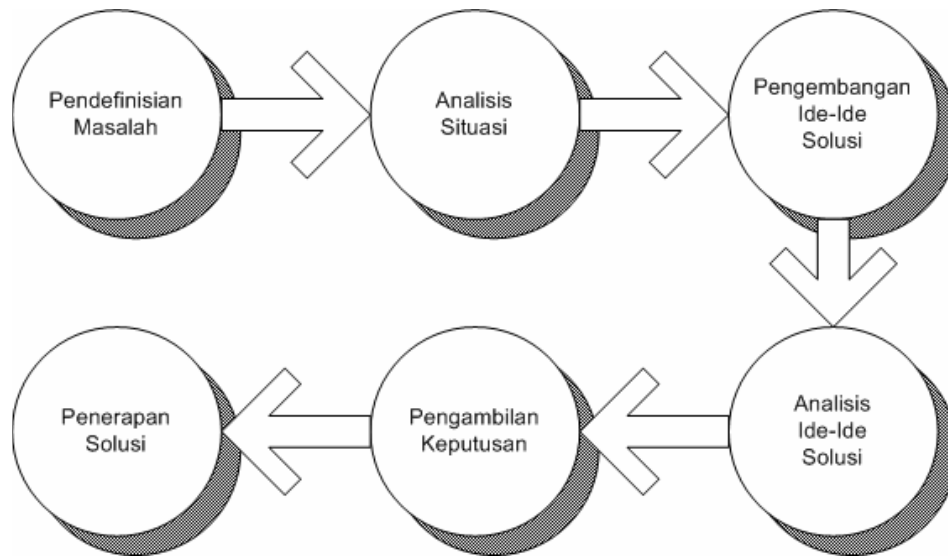 Pendefinisian
Masalah
Analisis
Situasi
Pengembangan
Ide-Ide
Solusi
Analisis
Ide-Ide
Solusi
Pengambilan
Keputusan
Penerapan
Solusi